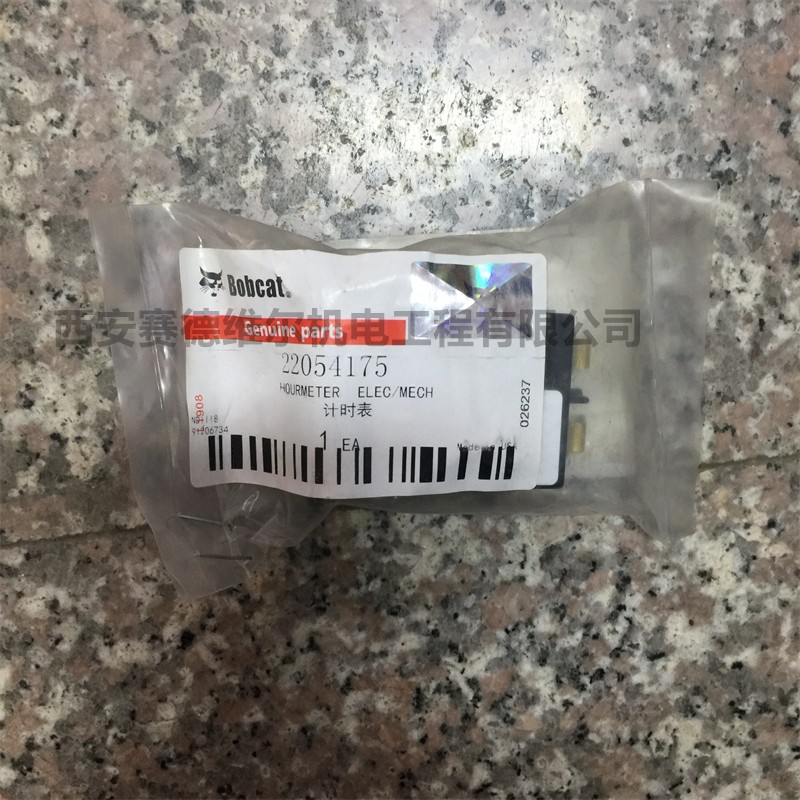 Bobcat.
Genuine parts
西安赛德维尔机电工程有限公司
22054175
HOURMETER ELEC/MECH
计时表
026237
1 EA